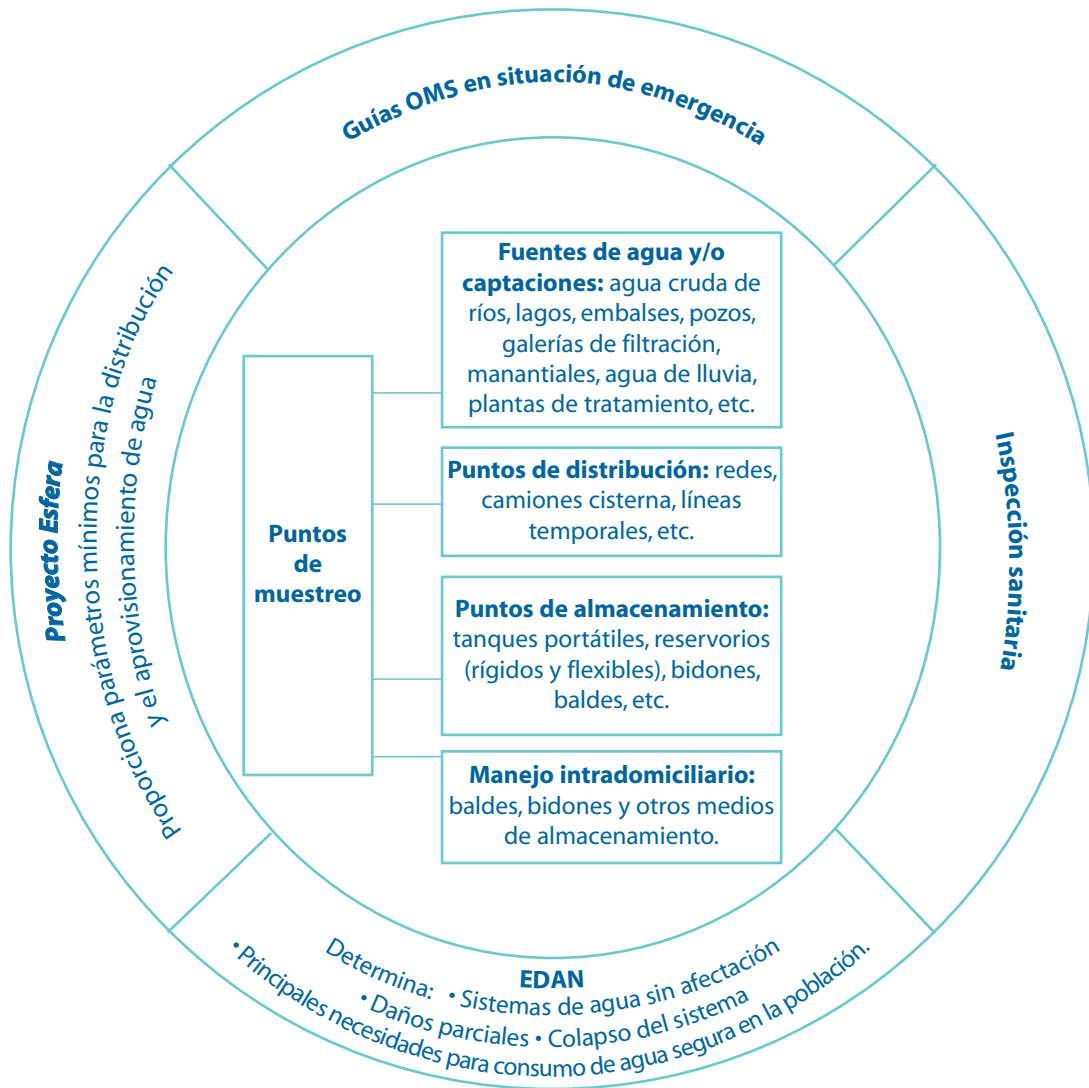 Guías OMS en situación de emergencia
Proyecto Esfera
Proporciona parámetros mínimos para la distribución
y el aprovisionamiento de agua
Puntos
de
muestreo
Fuentes de agua y/o
captaciones: agua cruda de
ríos, lagos, embalses, pozos,
galerías de filtración,
manantiales, agua de lluvia,
plantas de tratamiento, etc.
Puntos de distribución: redes,
camiones cisterna, líneas
temporales, etc.
Puntos de almacenamiento:
tanques portátiles, reservorios
(rígidos y flexibles), bidones,
baldes, etc.
Manejo intradomiciliario:
baldes, bidones y otros medios
de almacenamiento.
Inspección sanitaria
EDAN
Determina: • Sistemas de agua sin afectación
• Daños parciales • Colapso del sistema
• Principales necesidades para consumo de agua segura en la población.